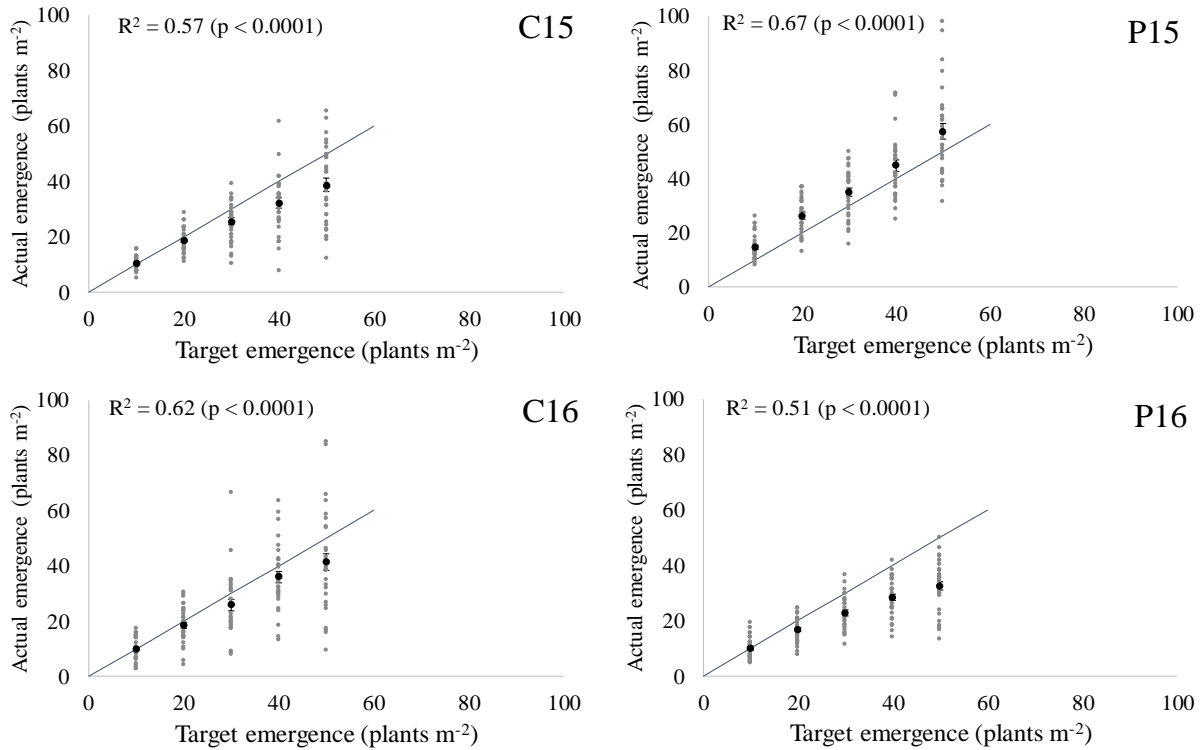 R² = 0.57 (p < 0.0001)
C15
Actual emergence (plants m⁻²)
100
80
60
40
20
0
0 20 40 60 80 100
Target emergence (plants m⁻²)
R² = 0.67 (p < 0.0001)
P15
Actual emergence (plants m⁻²)
100
80
60
40
20
0
0 20 40 60 80 100
Target emergence (plants m⁻²)
R² = 0.62 (p < 0.0001)
C16
Actual emergence (plants m⁻²)
100
80
60
40
20
0
0 20 40 60 80 100
Target emergence (plants m⁻²)
R² = 0.51 (p < 0.0001)
P16
Actual emergence (plants m⁻²)
100
80
60
40
20
0
0 20 40 60 80 100
Target emergence (plants m⁻²)